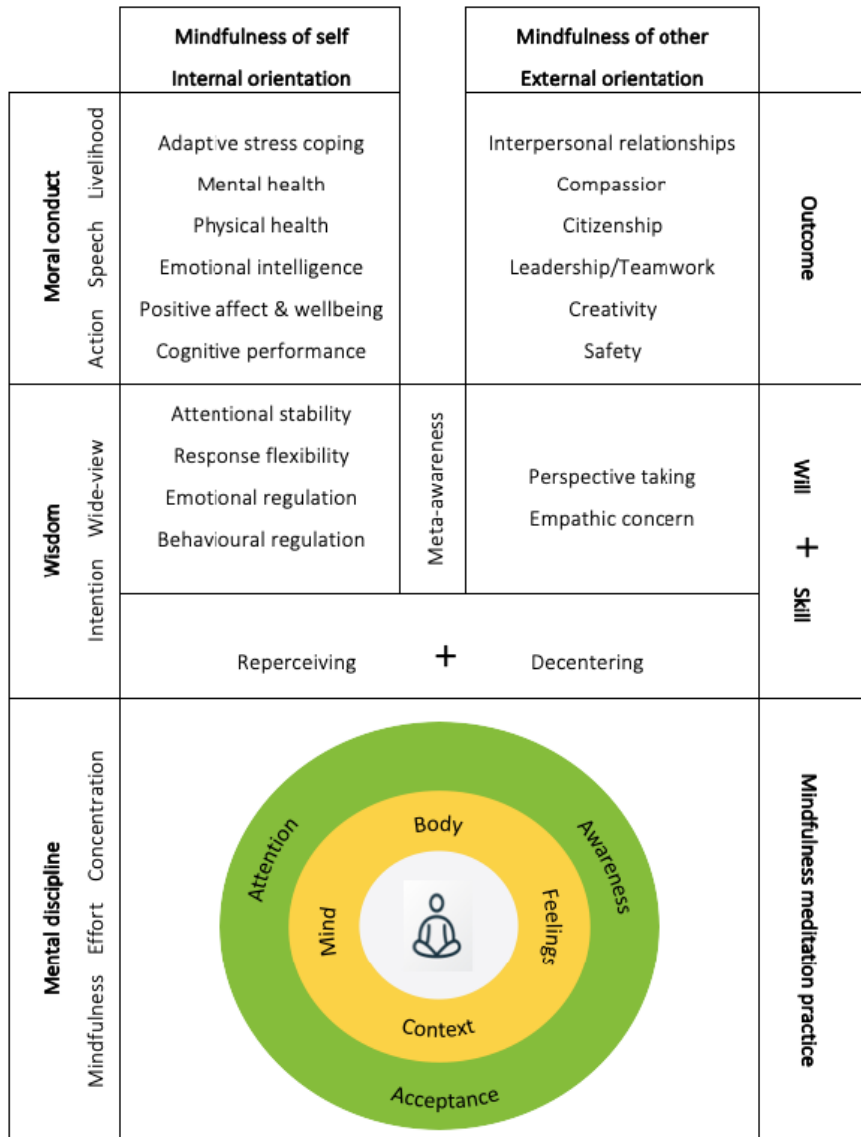 Mindfulness of self
Internal orientation
Mindfulness of other
External orientation
Moral conduct
Action Speech Livelihood
Adaptive stress coping
Mental health
Physical health
Emotional intelligence
Positive affect & wellbeing
Cognitive performance
Interpersonal relationships
Compassion
Citizenship
Leadership/Teamwork
Creativity
Safety
Outcome
Wisdom
Intention Wide-view
Attentional stability
Response flexibility
Emotional regulation
Behavioural regulation
Meta-awareness
Perspective taking
Empathic concern
Will + Skill
Reperceiving + Decentering
Mental discipline
Mindfulness Effort Concentration
Attention
Awareness
Acceptance
Body
Feelings
Mind
Context
Mindfulness meditation practice